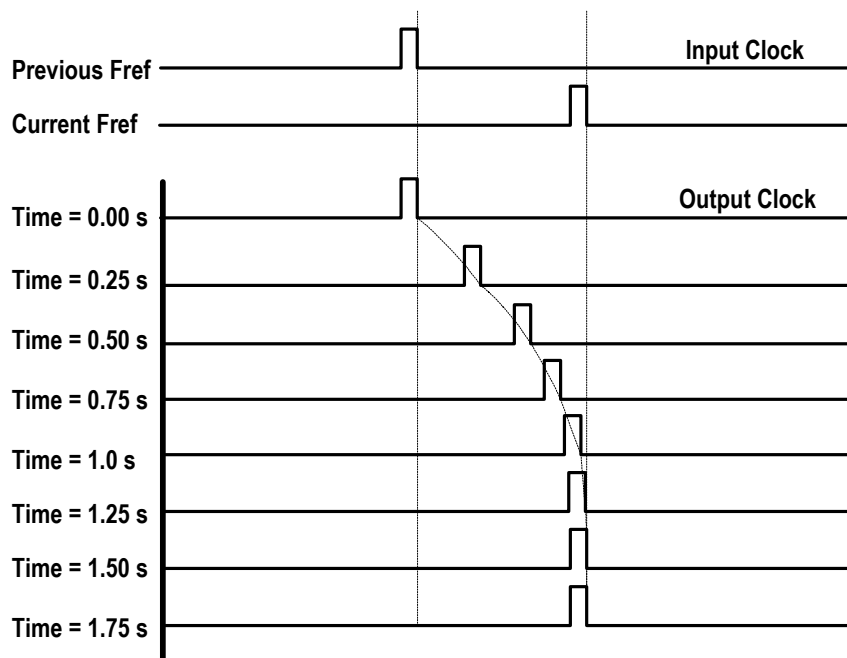 Input Clock
Previous Fref
Current Fref
Output Clock
Time = 0.00 s
Time = 0.25 s
Time = 0.50 s
Time = 0.75 s
Time = 1.0 s
Time = 1.25 s
Time = 1.50 s
Time = 1.75 s